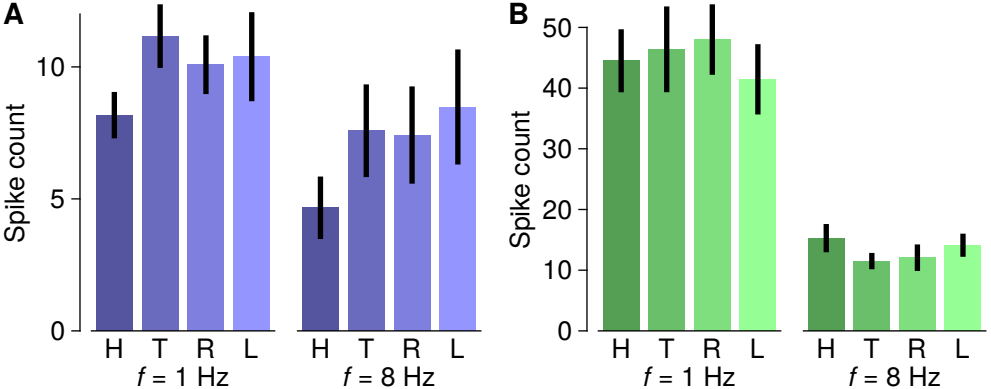 A
Spike count
10
5
0
H T R L
f = 1 Hz
H T R L
f = 8 Hz
B
Spike count
50
40
30
20
10
0
H T R L
f = 1 Hz
H T R L
f = 8 Hz